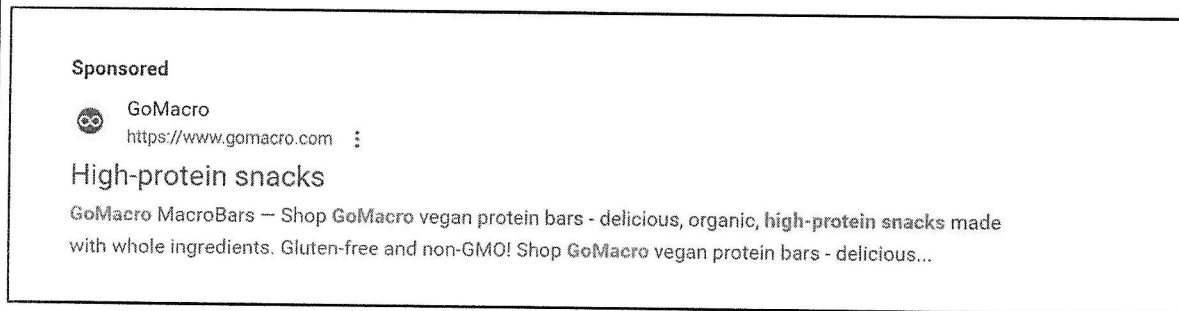 Sponsored
GoMacro
https://www.gomacro.com
High-protein snacks
GoMacro MacroBars — Shop GoMacro vegan protein bars - delicious, organic, high-protein snacks made
with whole ingredients. Gluten-free and non-GMO! Shop GoMacro vegan protein bars - delicious...